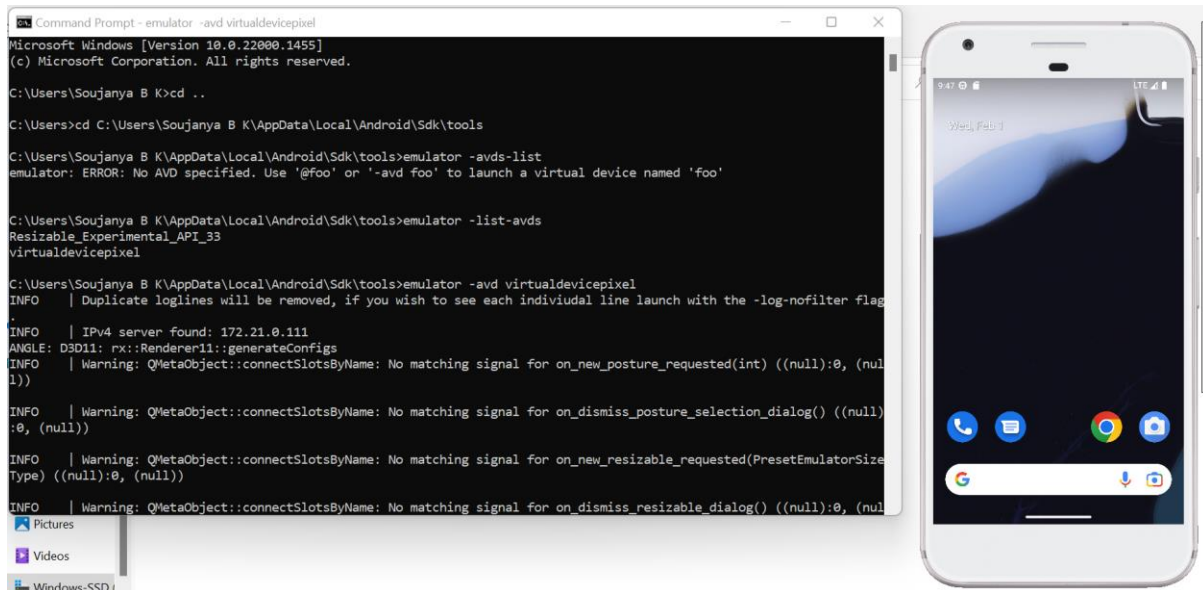 Command Prompt - emulator -avd virtualdevicepixel
Microsoft Windows [Version 10.0.22000.1455]
(c) Microsoft Corporation. All rights reserved.
C:\Users\Soujanya B K>cd ..
C:\Users>cd C:\Users\Soujanya B K\AppData\Local\Android\Sdk\tools
C:\Users\Soujanya B K\AppData\Local\Android\Sdk\tools>emulator -avds-list
emulator: ERROR: No AVD specified. Use '@foo' or '-avd foo' to launch a virtual device named 'foo'
C:\Users\Soujanya B K\AppData\Local\Android\Sdk\tools>emulator -list-avds
Resizable_Experimental_API_33
virtualdevicepixel
C:\Users\Soujanya B K\AppData\Local\Android\Sdk\tools>emulator -avd virtualdevicepixel
INFO    | Duplicate loglines will be removed, if you wish to see each indiviudal line launch with the -log-nofilter flag
.
INFO    | IPv4 server found: 172.21.0.111
ANGLE: D3D11: rx::Renderer11::generateConfigs
INFO    | Warning: QMetaObject::connectSlotsByName: No matching signal for on_new_posture_requested(int) ((null):0, (nul
l))
INFO    | Warning: QMetaObject::connectSlotsByName: No matching signal for on_dismiss_posture_selection_dialog() ((null)
:0, (null))
INFO    | Warning: QMetaObject::connectSlotsByName: No matching signal for on_new_resizable_requested(PresetEmulatorSize
Type) ((null):0, (null))
INFO    | Warning: QMetaObject::connectSlotsByName: No matching signal for on_dismiss_resizable_dialog() ((null):0, (nul
Pictures
Videos
Windows-SSD (
9:47
LTE
Wed, Feb 1
G